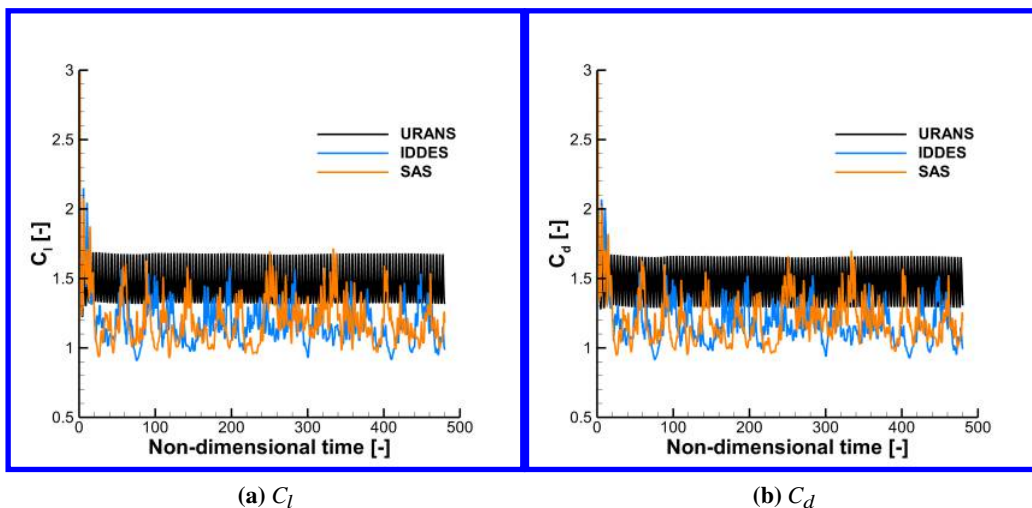 3
2.5
2
1.5
1
0.5
C_l [-]
URANS
IDDES
SAS
0 100 200 300 400 500
Non-dimensional time [-]
(a) C_l
3
2.5
2
1.5
1
0.5
C_d [-]
URANS
IDDES
SAS
0 100 200 300 400 500
Non-dimensional time [-]
(b) C_d